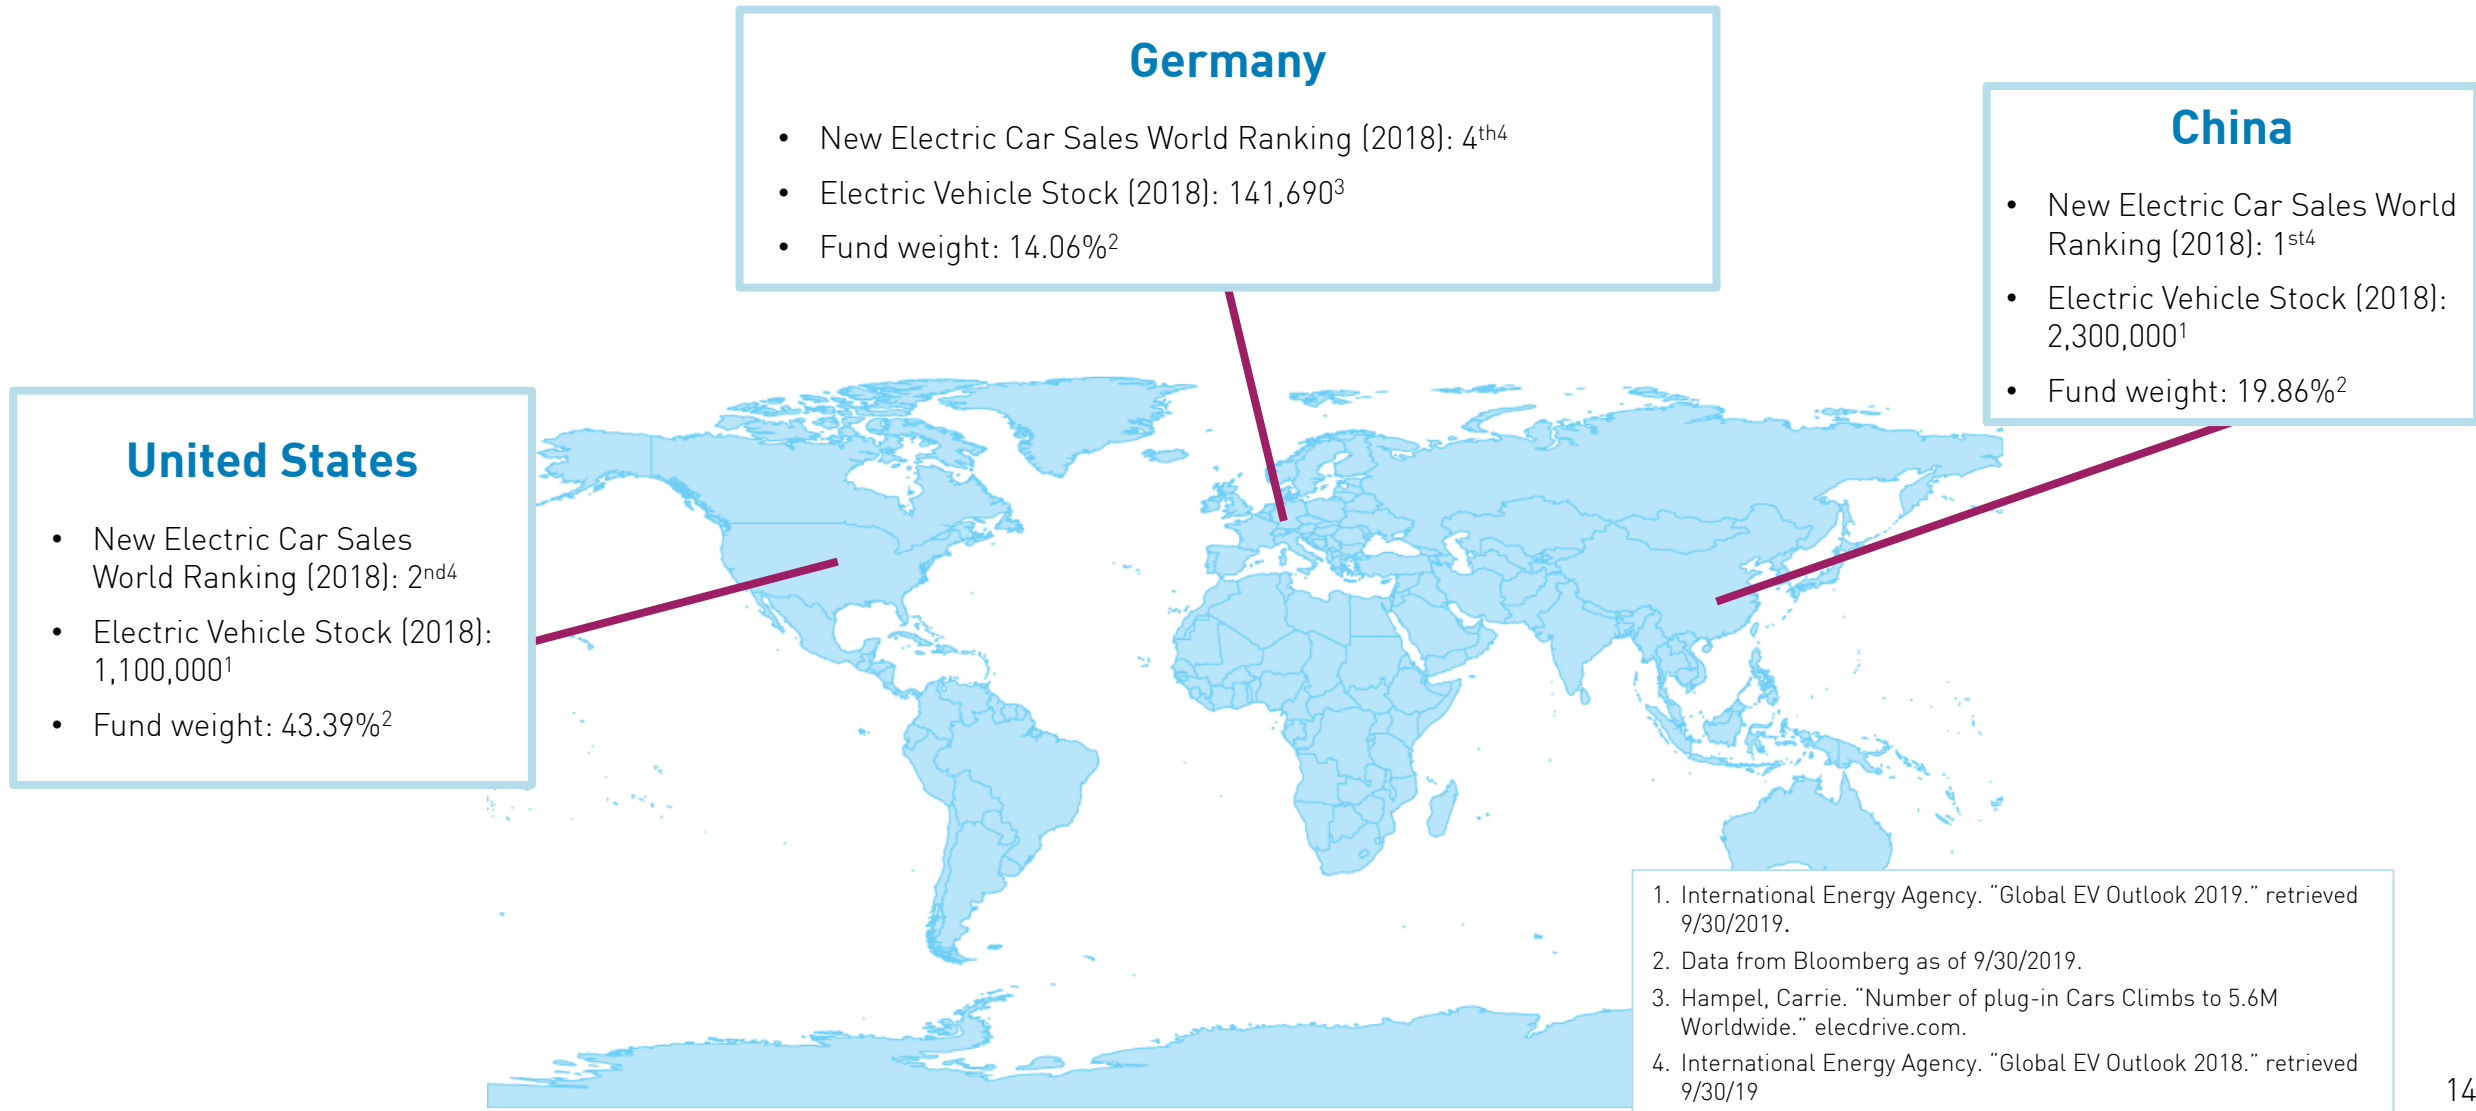 Germany
• New Electric Car Sales World Ranking (2018): 4th4
• Electric Vehicle Stock (2018): 141,6903
• Fund weight: 14.06%2
China
• New Electric Car Sales World
Ranking (2018): 1st4
• Electric Vehicle Stock (2018):
2,300,0001
• Fund weight: 19.86%2
United States
• New Electric Car Sales
World Ranking (2018): 2nd4
• Electric Vehicle Stock (2018):
1,100,0001
• Fund weight: 43.39%2
1. International Energy Agency. “Global EV Outlook 2019.” retrieved
9/30/2019.
2. Data from Bloomberg as of 9/30/2019.
3. Hampel, Carrie. “Number of plug-in Cars Climbs to 5.6M
Worldwide.” elecdrive.com.
4. International Energy Agency. “Global EV Outlook 2018.” retrieved
9/30/19
14